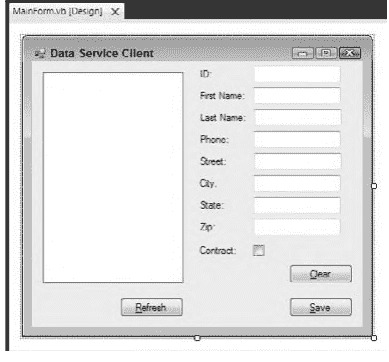 MainForm.vb [Design] X
Data Service Client
ID:
First Name:
Last Name:
Phone:
Street:
City:
State:
Zip:
Contract:
Clear
Refresh
Save